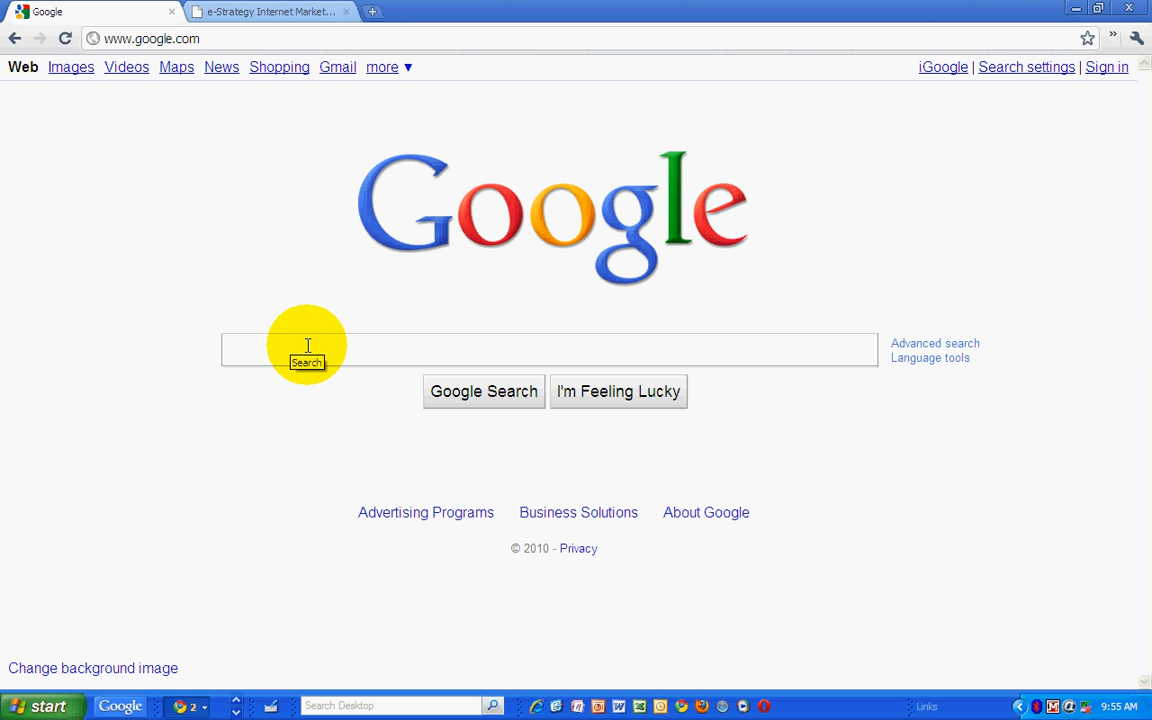 Google
e-Strategy Internet Market...
www.google.com
»
Web Images Videos Maps News Shopping Gmail more ▼
iGoogle | Search settings | Sign in
Google
Search
Advanced search
Language tools
Google Search
I'm Feeling Lucky
Advertising Programs Business Solutions About Google
© 2010 - Privacy
Change background image
start Google 2 Search Desktop Links 9:55 AM